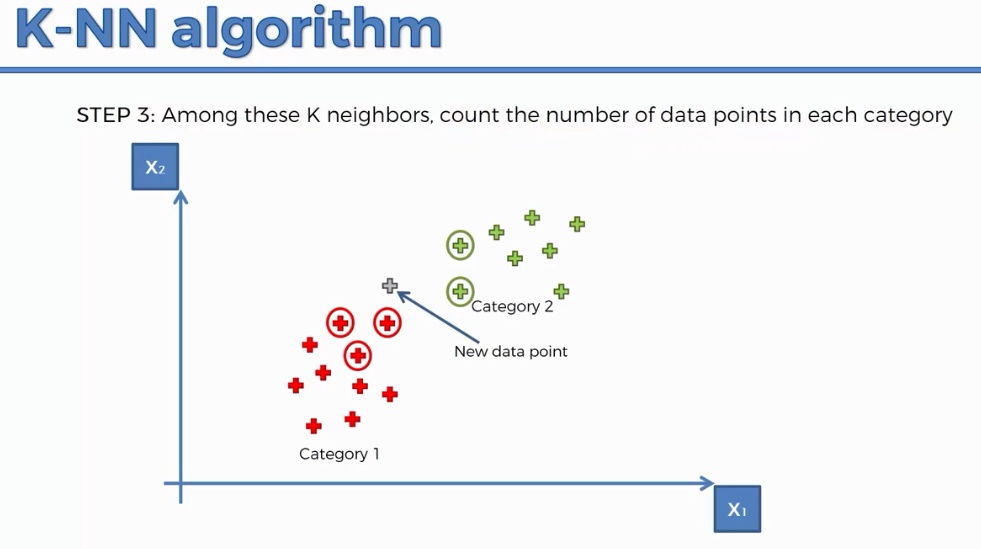 K-NN algorithm
STEP 3: Among these K neighbors, count the number of data points in each category
X₂
Category 2
New data point
Category 1
X₁